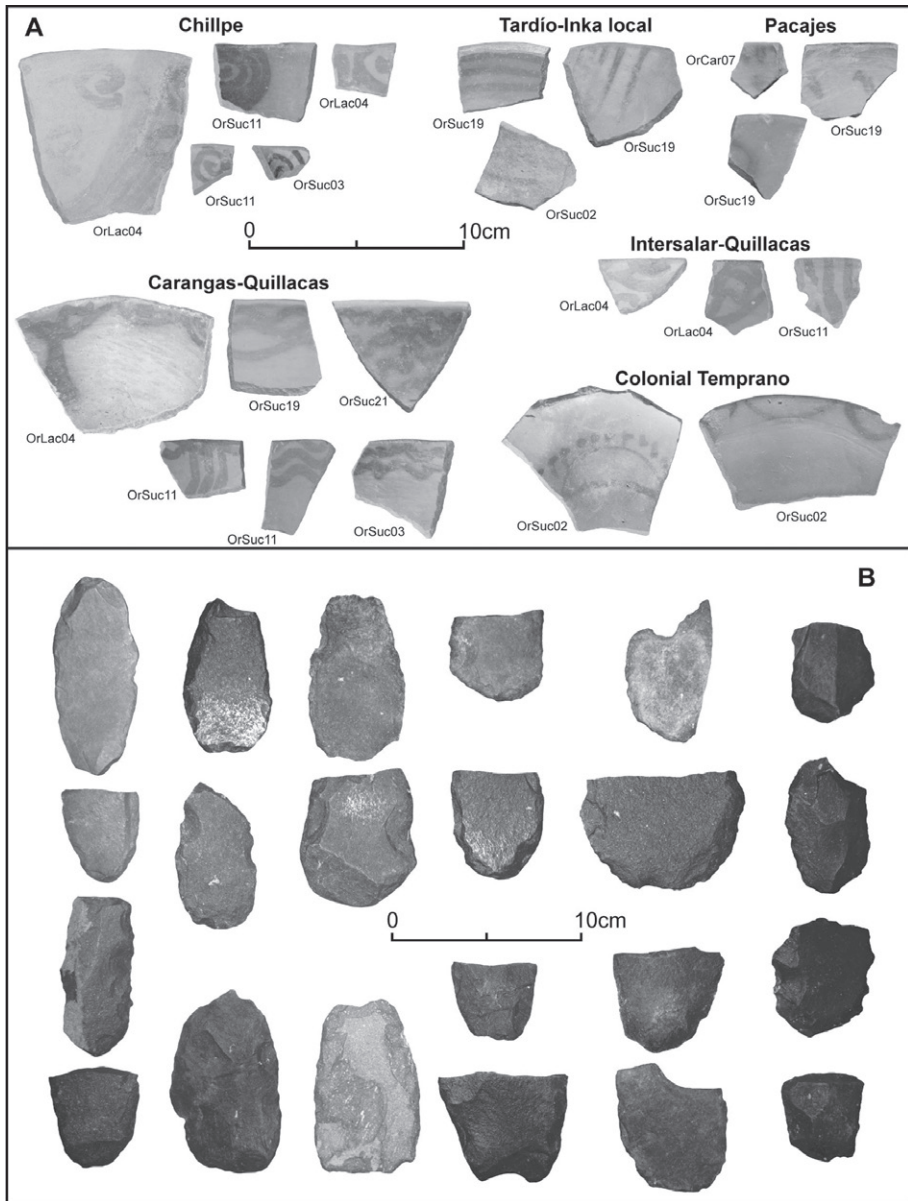 A
Chillpe
OrLac04
OrSuc11
OrLac04
OrSuc11
OrSuc03
Tardío-Inka local
OrSuc19
OrSuc19
OrSuc02
Pacajes
OrCar07
OrSuc19
OrSuc19
0 10cm
Intersalar-Quillacas
OrLac04
OrLac04
OrSuc11
Carangas-Quillacas
OrLac04
OrSuc19
OrSuc21
OrSuc11
OrSuc11
OrSuc03
Colonial Temprano
OrSuc02
OrSuc02
B
0 10cm